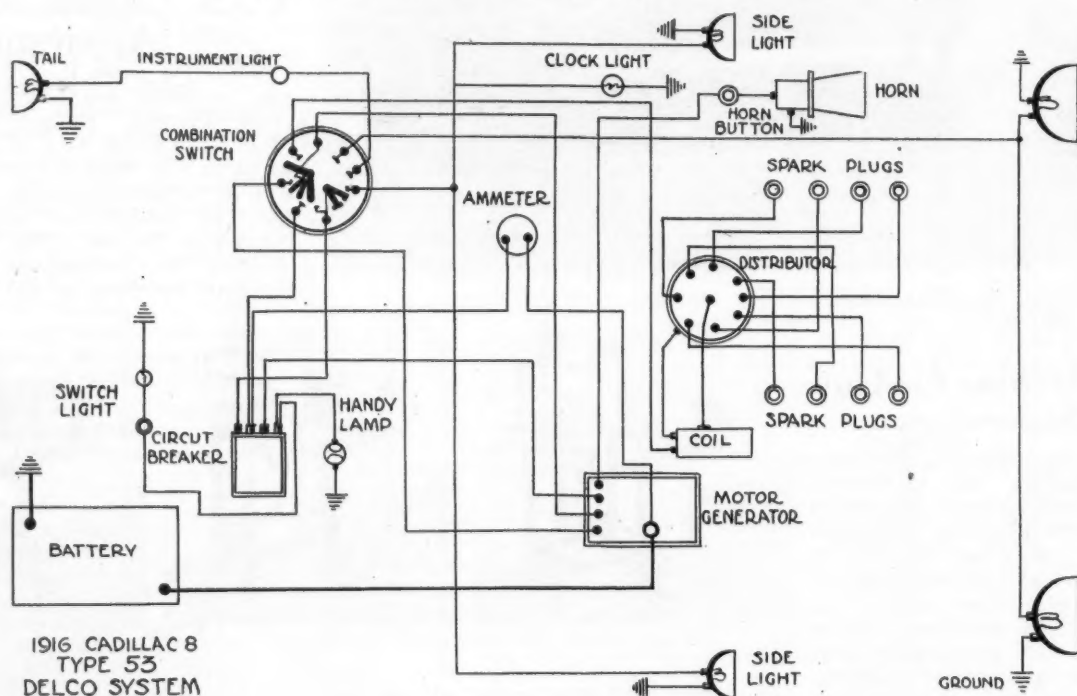 SIDE
LIGHT
TAIL
INSTRUMENT LIGHT
CLOCK LIGHT
HORN
HORN
BUTTON
COMBINATION
SWITCH
SPARK PLUGS
AMMETER
DISTRIBUTOR
SWITCH
LIGHT
HANDY
LAMP
CIRCUT
BREAKER
SPARK PLUGS
COIL
MOTOR
GENERATOR
BATTERY
1916 CADILLAC 8
TYPE 53
DELCO SYSTEM
SIDE
LIGHT
GROUND